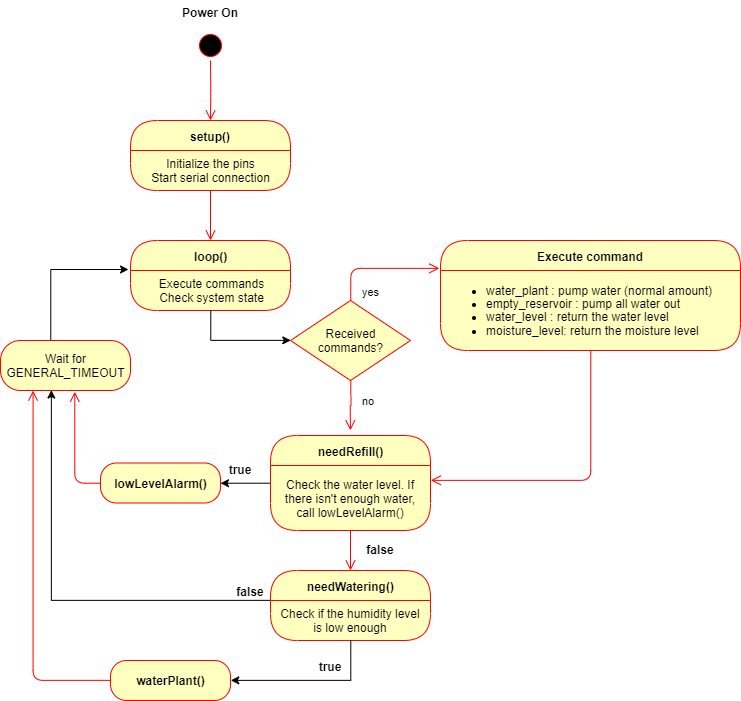 Power On
setup()
Initialize the pins
Start serial connection
loop()
Execute commands
Check system state
Execute command
water_plant : pump water (normal amount)
empty_reservoir : pump all water out
water_level : return the water level
moisture_level: return the moisture level
yes
Received
commands?
no
Wait for
GENERAL_TIMEOUT
needRefill()
Check the water level. If
there isn't enough water,
call lowLevelAlarm()
true
lowLevelAlarm()
false
needWatering()
Check if the humidity level
is low enough
false
true
waterPlant()